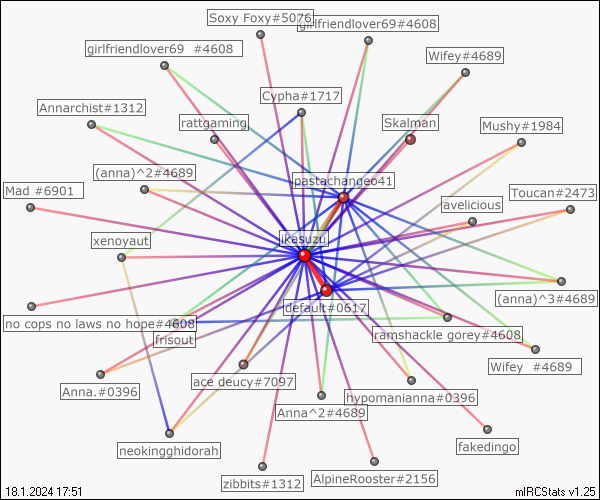 Soxy Foxy#5076
girlfriendlover69#4608
girlfriendlover69  #4608
Wifey#4689
Cypha#1717
Annarchist#1312
rattgaming
Skalman
Mushy#1984
(anna)^2#4689
pastachangeo41
Mad #6901
Toucan#2473
avelicious
xenoyaut
ikasuzu
(anna)^3#4689
default#0617
no cops no laws no hope#4608
ramshackle gorey#4608
frisout
Wifey  #4689
Anna.#0396
ace deucy#7097
hypomanianna#0396
Anna^2#4689
neokingghidorah
fakedingo
zibbits#1312
AlpineRooster#2156
18.1.2024 17:51
mIRCStats v1.25